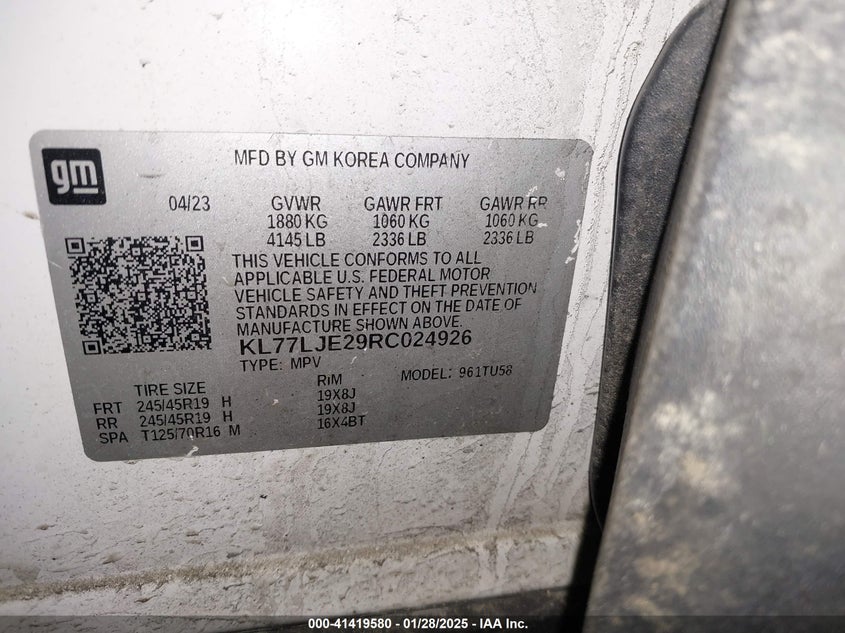 gm
MFD BY GM KOREA COMPANY
04/23 GVWR GAWR FRT GAWR RR
1880 KG 1060 KG 1060 KG
4145 LB 2336 LB 2336 LB
THIS VEHICLE CONFORMS TO ALL
APPLICABLE U.S. FEDERAL MOTOR
VEHICLE SAFETY AND THEFT PREVENTION
STANDARDS IN EFFECT ON THE DATE OF
MANUFACTURE SHOWN ABOVE.
KL77LJE29RC024926
TYPE: MPV MODEL: 961TU58
TIRE SIZE RIM
FRT 245/45R19 H 19X8J
RR 245/45R19 H 19X8J
SPA T125/70R16 M 16X4BT
000-41419580 — 01/28/2025 — IAA Inc.